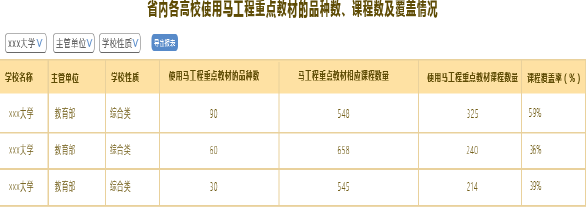 省内各高校使用马工程重点教材的品种数、课程数及覆盖情况
xxx大学V 主管单位V 学校性质V 导出报表
学校名称 主管单位 学校性质 使用马工程重点教材的品种数 马工程重点教材相应课程数量 使用马工程重点教材课程数量 课程覆盖率（%）
xxx大学 教育部 综合类 90 548 325 59%
xxx大学 教育部 综合类 60 658 240 36%
xxx大学 教育部 综合类 30 545 214 39%